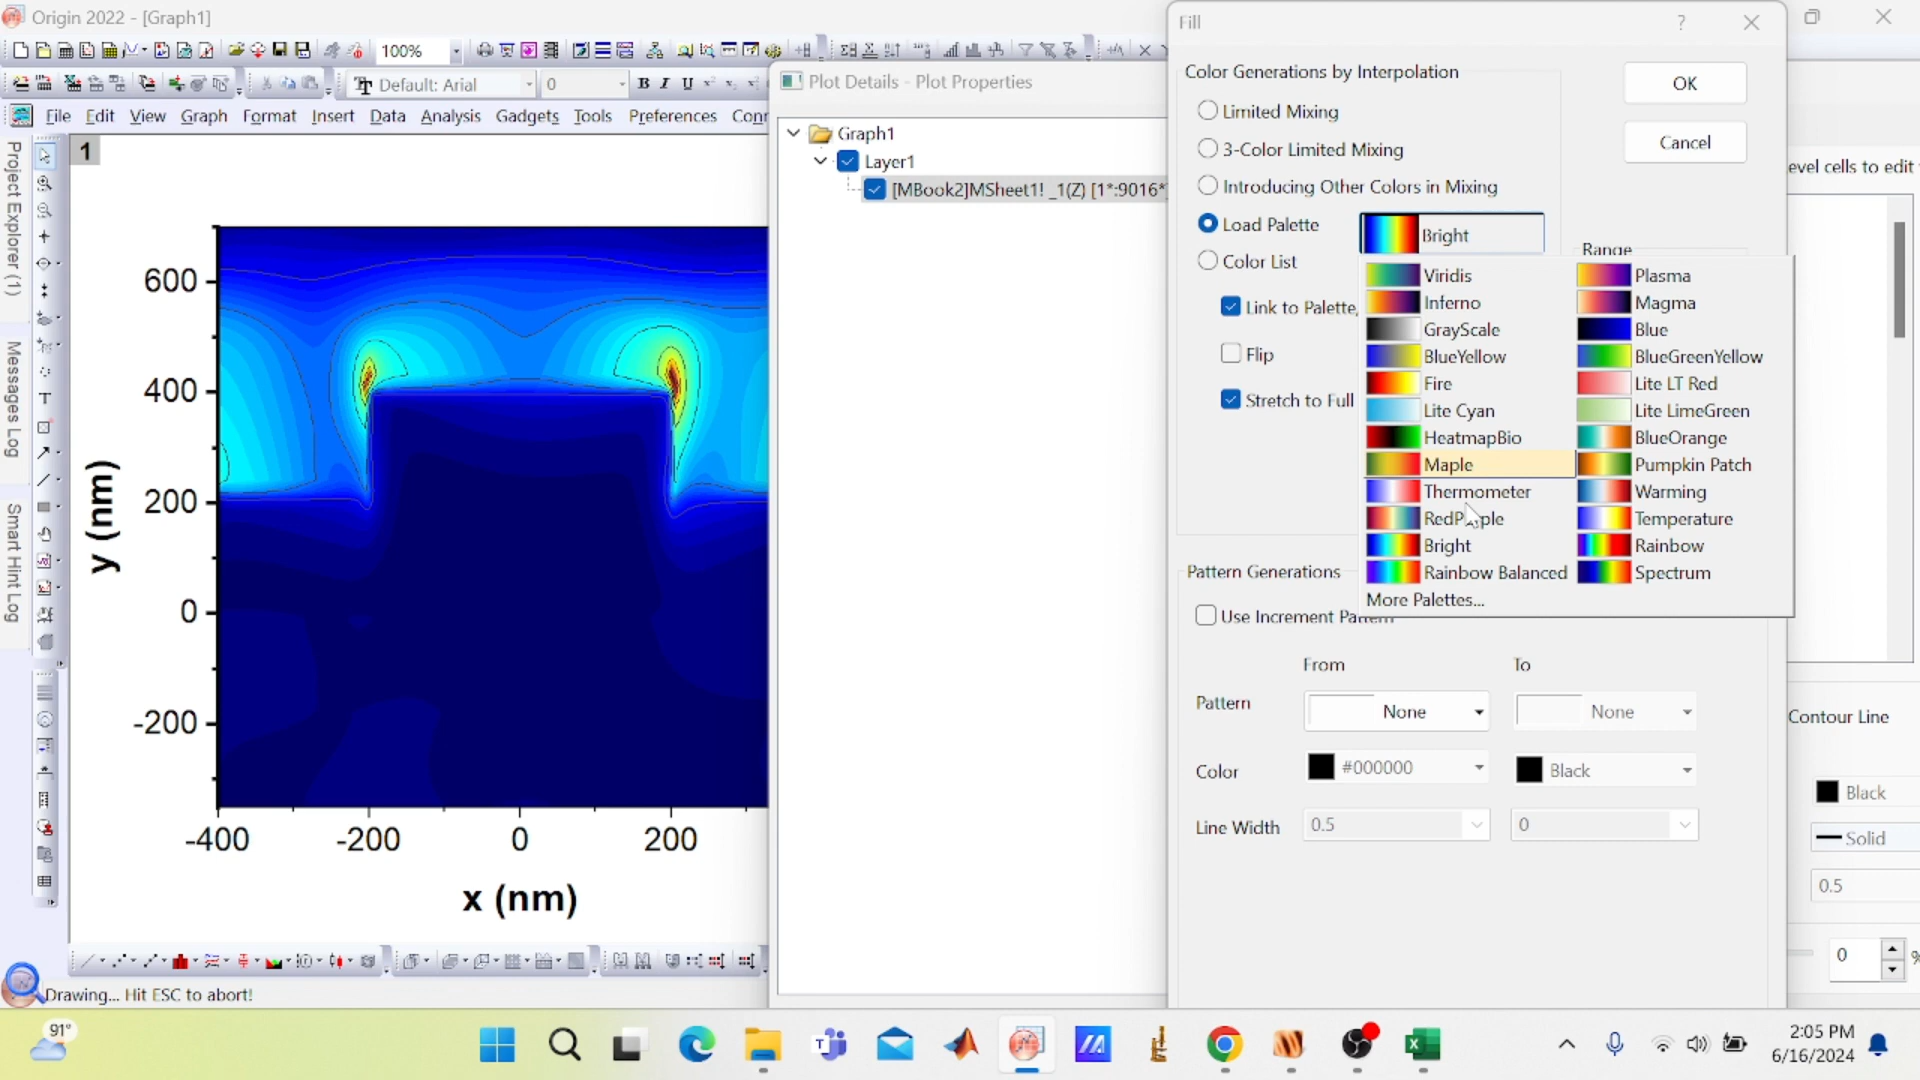 Origin 2022 - [Graph1]
100%
Default: Arial
0
B I U
File Edit View Graph Format Insert Data Analysis Gadgets Tools Preferences
Project Explorer (1)
Messages Log
Smart Hint Log
1
600
400
200
0
-200
y (nm)
-400 -200 0 200
x (nm)
Drawing... Hit ESC to abort!
Plot Details - Plot Properties
Graph1
Layer1
[MBook2]MSheet1! _1(Z) [1*:9016*]
Fill
?
Color Generations by Interpolation
Limited Mixing
3-Color Limited Mixing
Introducing Other Colors in Mixing
Load Palette
Bright
Color List
Link to Palette,
Flip
Stretch to Full
OK
Cancel
Range
Viridis Plasma
Inferno Magma
GrayScale Blue
BlueYellow BlueGreenYellow
Fire Lite LT Red
Lite Cyan Lite LimeGreen
HeatmapBio BlueOrange
Maple Pumpkin Patch
Thermometer Warming
RedPurple Temperature
Bright Rainbow
Rainbow Balanced Spectrum
More Palettes...
Pattern Generations
Use Increment Pattern
From To
Pattern None None
Color #000000 Black
Line Width 0.5 0
evel cells to edit
Contour Line
Black
Solid
0.5
0 %
91°
2:05 PM
6/16/2024